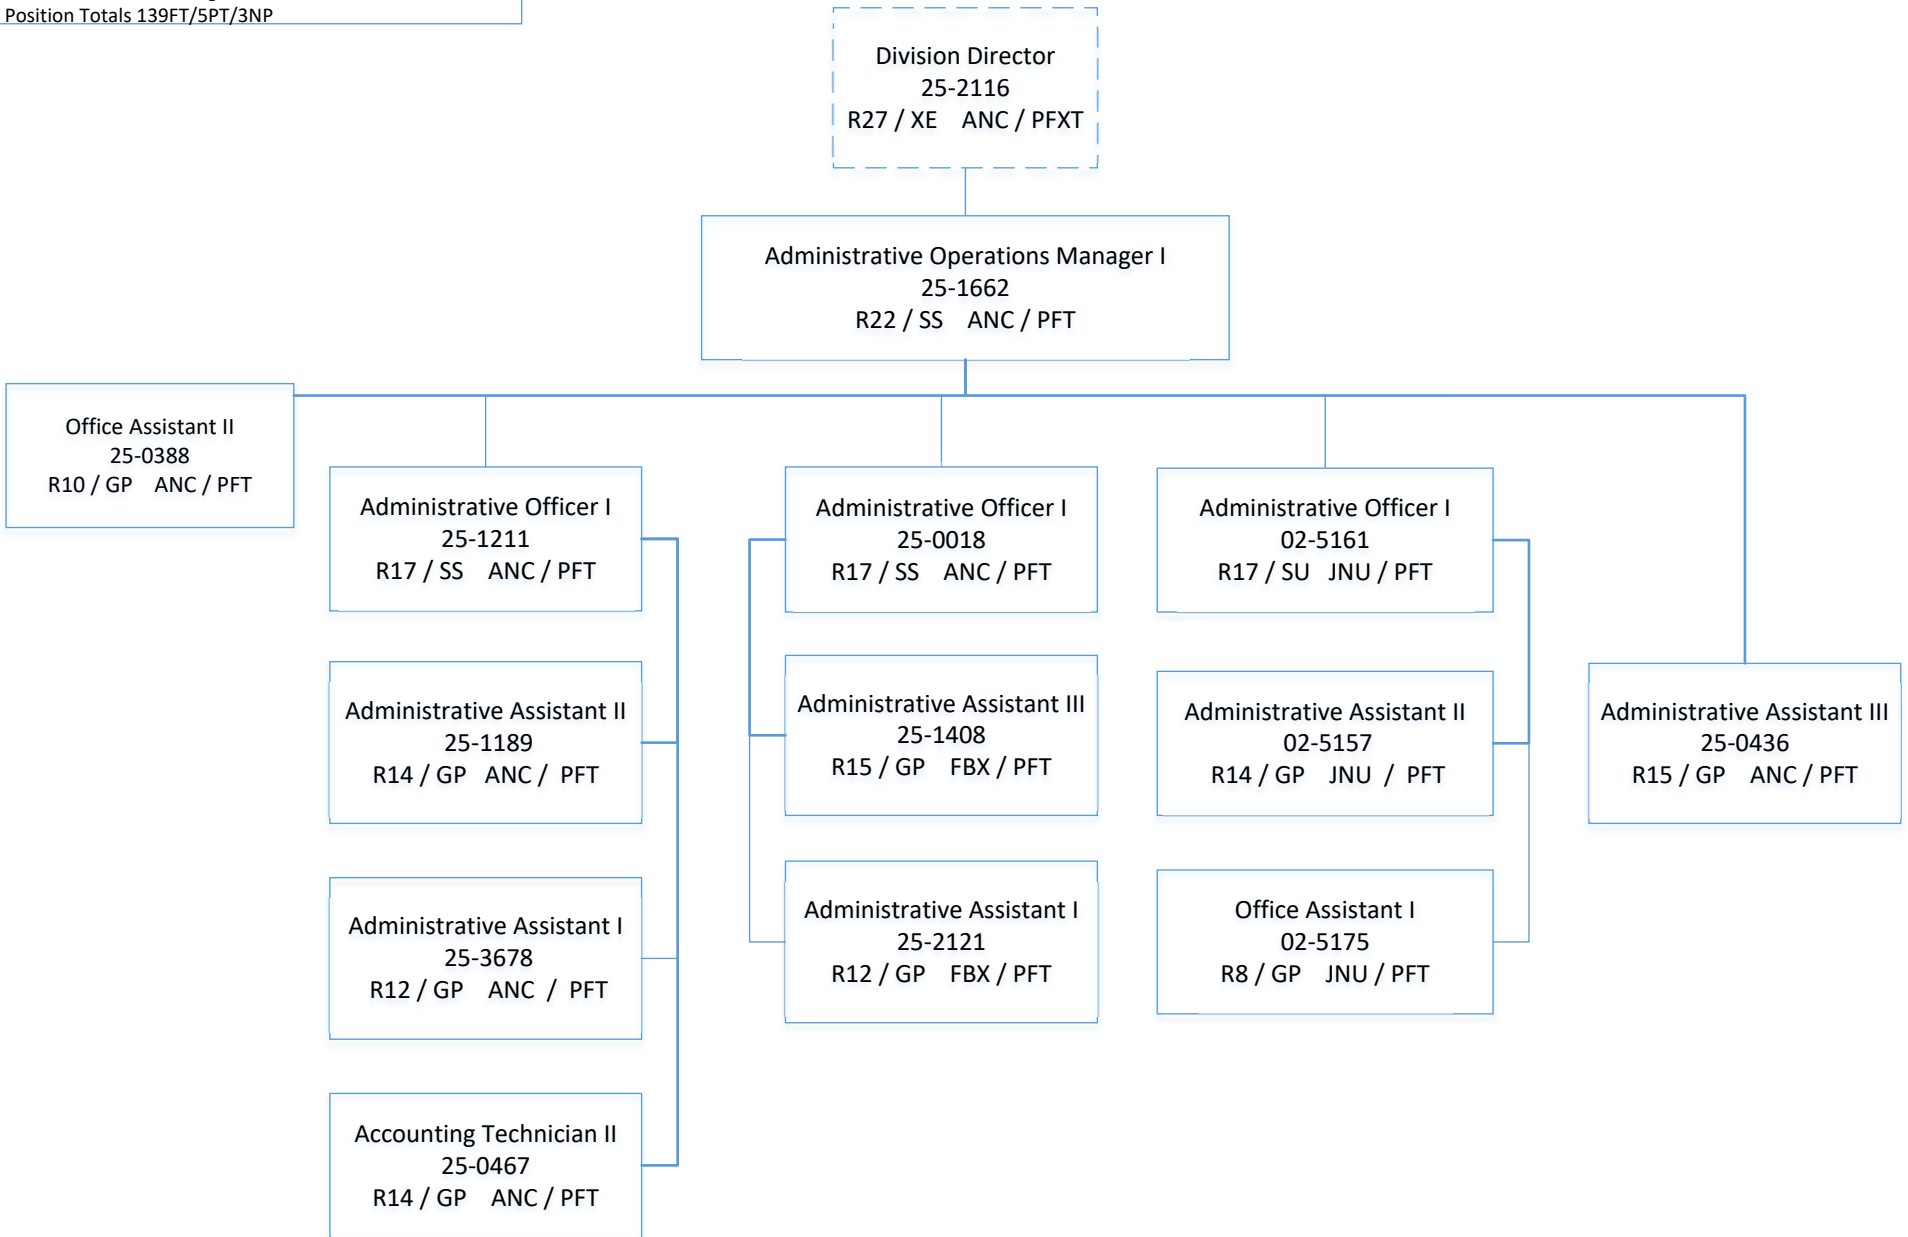 Position Totals 139FT/5PT/3NP
Division Director
25-2116
R27 / XE ANC / PFXT
Administrative Operations Manager I
25-1662
R22 / SS ANC / PFT
Office Assistant II
25-0388
R10 / GP ANC / PFT
Administrative Officer I
25-1211
R17 / SS ANC / PFT
Administrative Assistant II
25-1189
R14 / GP ANC / PFT
Administrative Assistant I
25-3678
R12 / GP ANC / PFT
Accounting Technician II
25-0467
R14 / GP ANC / PFT
Administrative Officer I
25-0018
R17 / SS ANC / PFT
Administrative Assistant III
25-1408
R15 / GP FBX / PFT
Administrative Assistant I
25-2121
R12 / GP FBX / PFT
Administrative Officer I
02-5161
R17 / SU JNU / PFT
Administrative Assistant II
02-5157
R14 / GP JNU / PFT
Office Assistant I
02-5175
R8 / GP JNU / PFT
Administrative Assistant III
25-0436
R15 / GP ANC / PFT